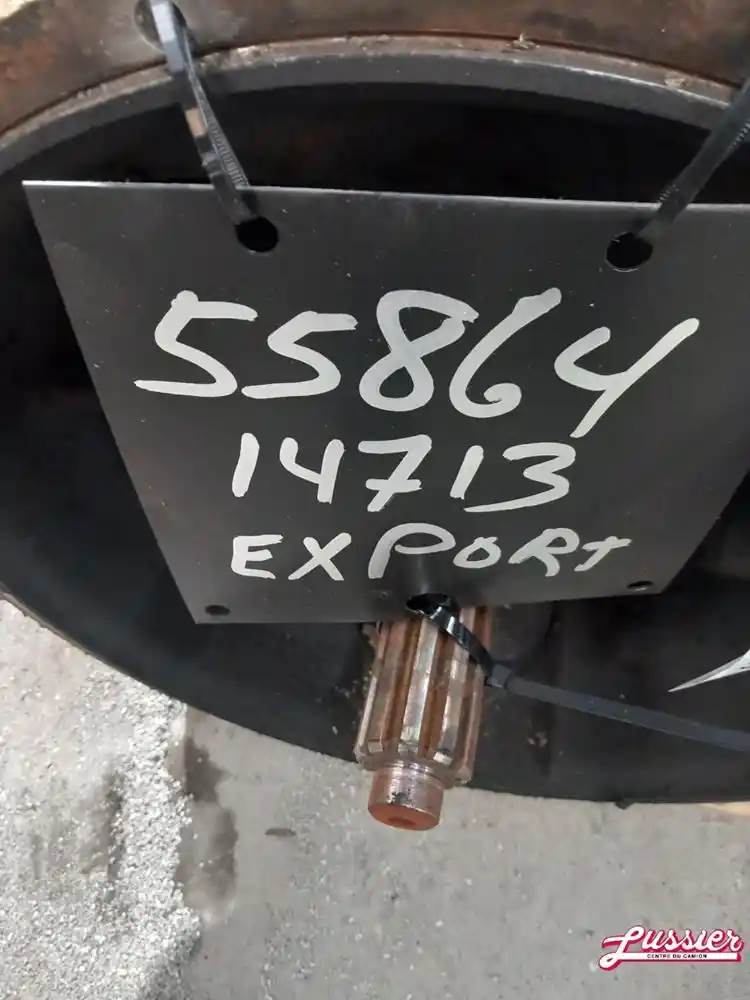 55864
14713
EXPORT
Lussier
CENTRE DU CAMION